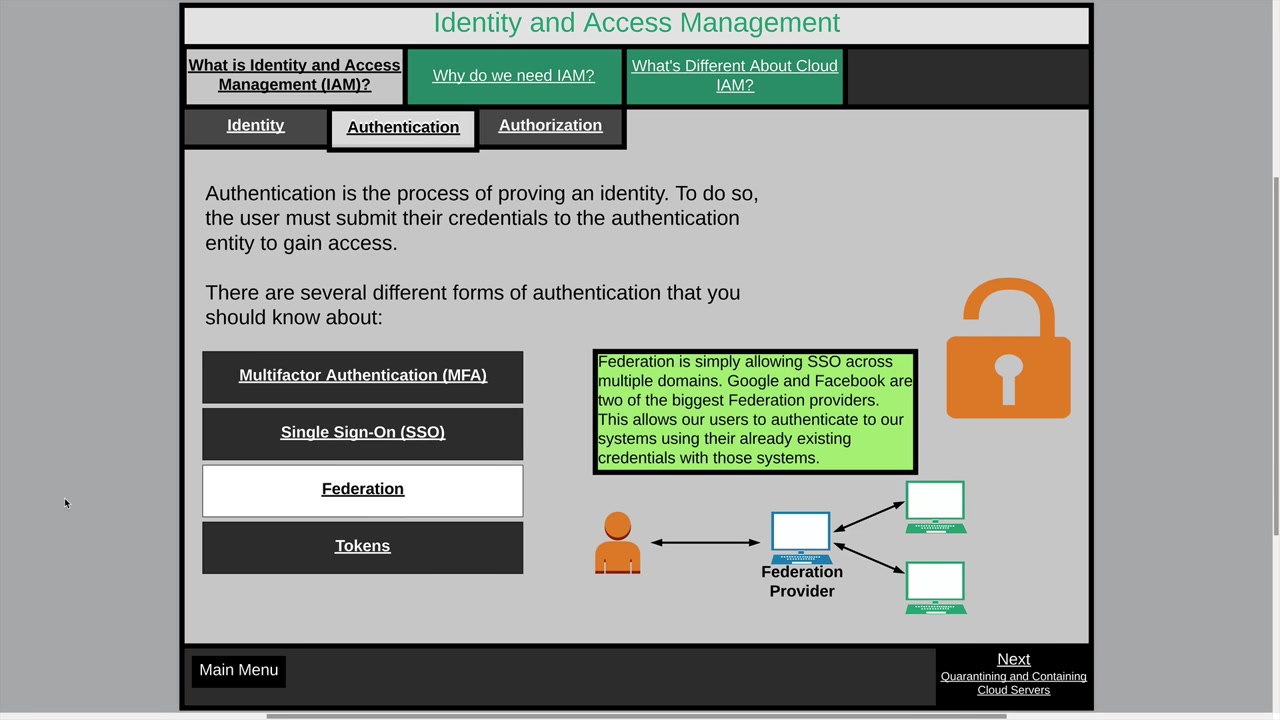 Identity and Access Management
What is Identity and Access
Management (IAM)?
Why do we need IAM?
What's Different About Cloud
IAM?
Identity
Authentication
Authorization
Authentication is the process of proving an identity. To do so,
the user must submit their credentials to the authentication
entity to gain access.
There are several different forms of authentication that you
should know about:
Multifactor Authentication (MFA)
Single Sign-On (SSO)
Federation
Tokens
Federation is simply allowing SSO across
multiple domains. Google and Facebook are
two of the biggest Federation providers.
This allows our users to authenticate to our
systems using their already existing
credentials with those systems.
Federation
Provider
Main Menu
Next
Quarantining and Containing
Cloud Servers